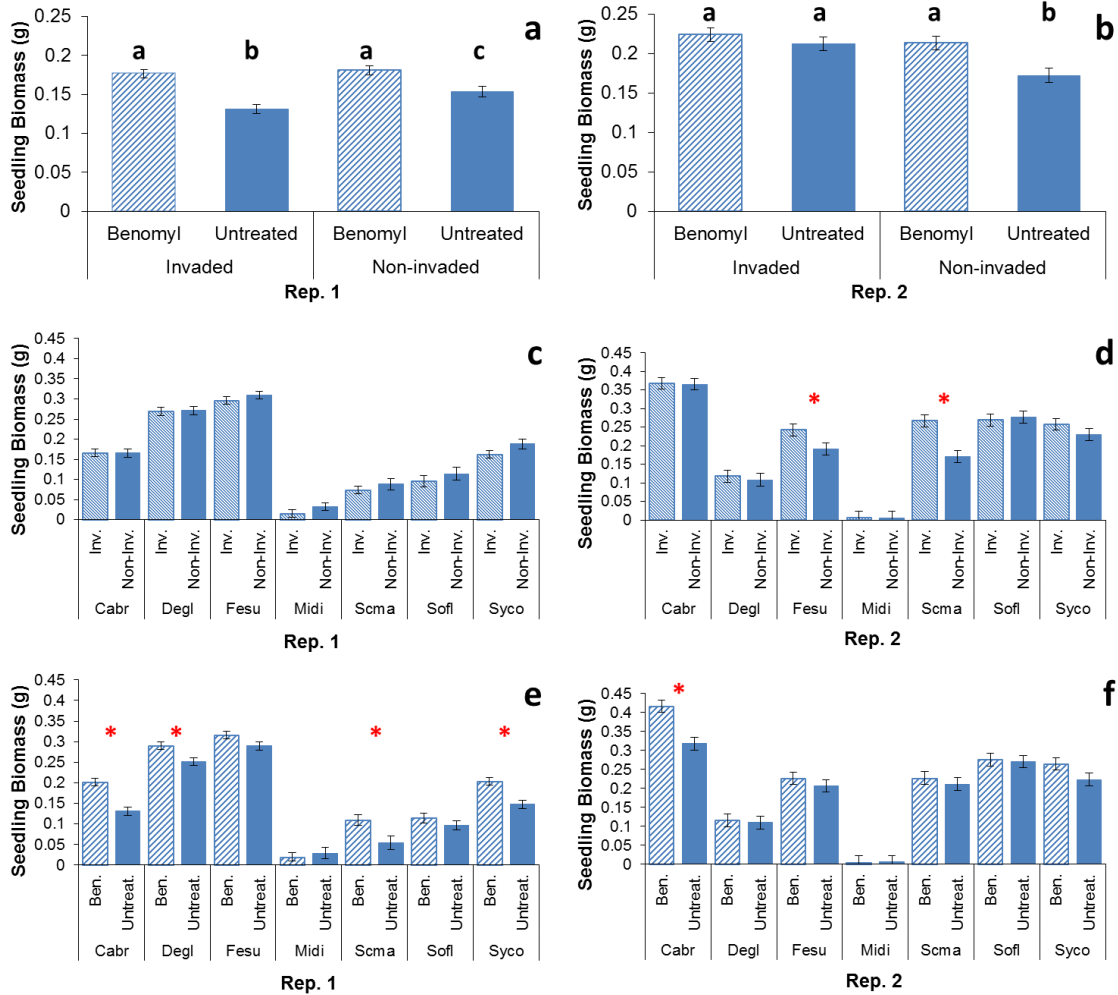 a
Seedling Biomass (g)
0.25
0.2
0.15
0.1
0.05
0
a b a c
Benomyl Untreated Benomyl Untreated
Invaded Non-invaded
Rep. 1
b
Seedling Biomass (g)
0.25
0.2
0.15
0.1
0.05
0
a a a b
Benomyl Untreated Benomyl Untreated
Invaded Non-invaded
Rep. 2
c
Seedling Biomass (g)
0.45
0.4
0.35
0.3
0.25
0.2
0.15
0.1
0.05
0
Inv. Non-Inv. Inv. Non-Inv. Inv. Non-Inv. Inv. Non-Inv. Inv. Non-Inv. Inv. Non-Inv. Inv. Non-Inv.
Cabr Degl Fesu Midi Scma Sofl Syco
Rep. 1
d
Seedling Biomass (g)
0.45
0.4
0.35
0.3
0.25
0.2
0.15
0.1
0.05
0
* *
Inv. Non-Inv. Inv. Non-Inv. Inv. Non-Inv. Inv. Non-Inv. Inv. Non-Inv. Inv. Non-Inv. Inv. Non-Inv.
Cabr Degl Fesu Midi Scma Sofl Syco
Rep. 2
e
Seedling Biomass (g)
0.45
0.4
0.35
0.3
0.25
0.2
0.15
0.1
0.05
0
* * * *
Ben. Untreat. Ben. Untreat. Ben. Untreat. Ben. Untreat. Ben. Untreat. Ben. Untreat. Ben. Untreat.
Cabr Degl Fesu Midi Scma Sofl Syco
Rep. 1
f
Seedling Biomass (g)
0.45
0.4
0.35
0.3
0.25
0.2
0.15
0.1
0.05
0
*
Ben. Untreat. Ben. Untreat. Ben. Untreat. Ben. Untreat. Ben. Untreat. Ben. Untreat. Ben. Untreat.
Cabr Degl Fesu Midi Scma Sofl Syco
Rep. 2